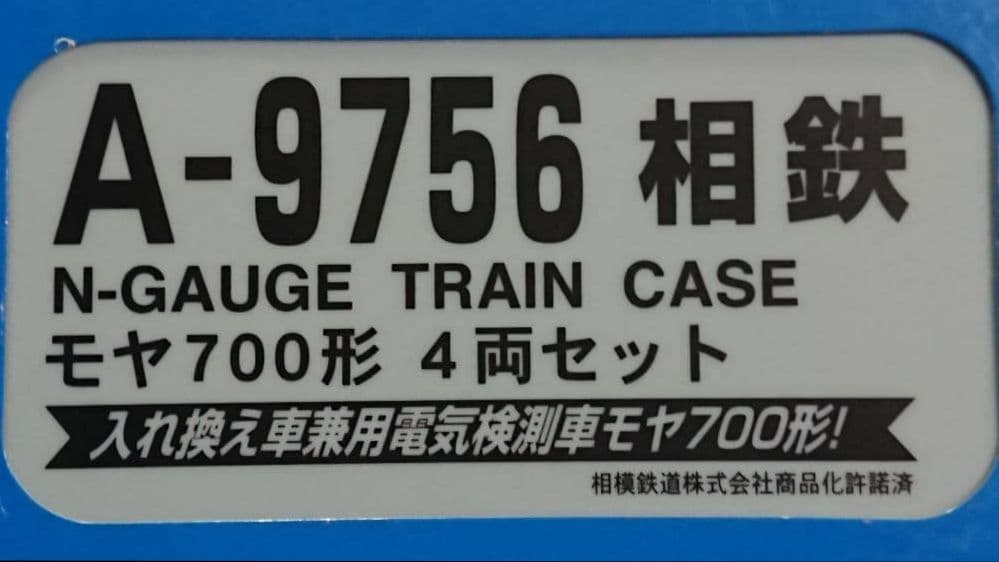 A-9756 相鉄
N-GAUGE TRAIN CASE
モヤ700形 4両セット
入れ換え車兼用電気検測車モヤ700形!
相模鉄道株式会社商品化許諾済